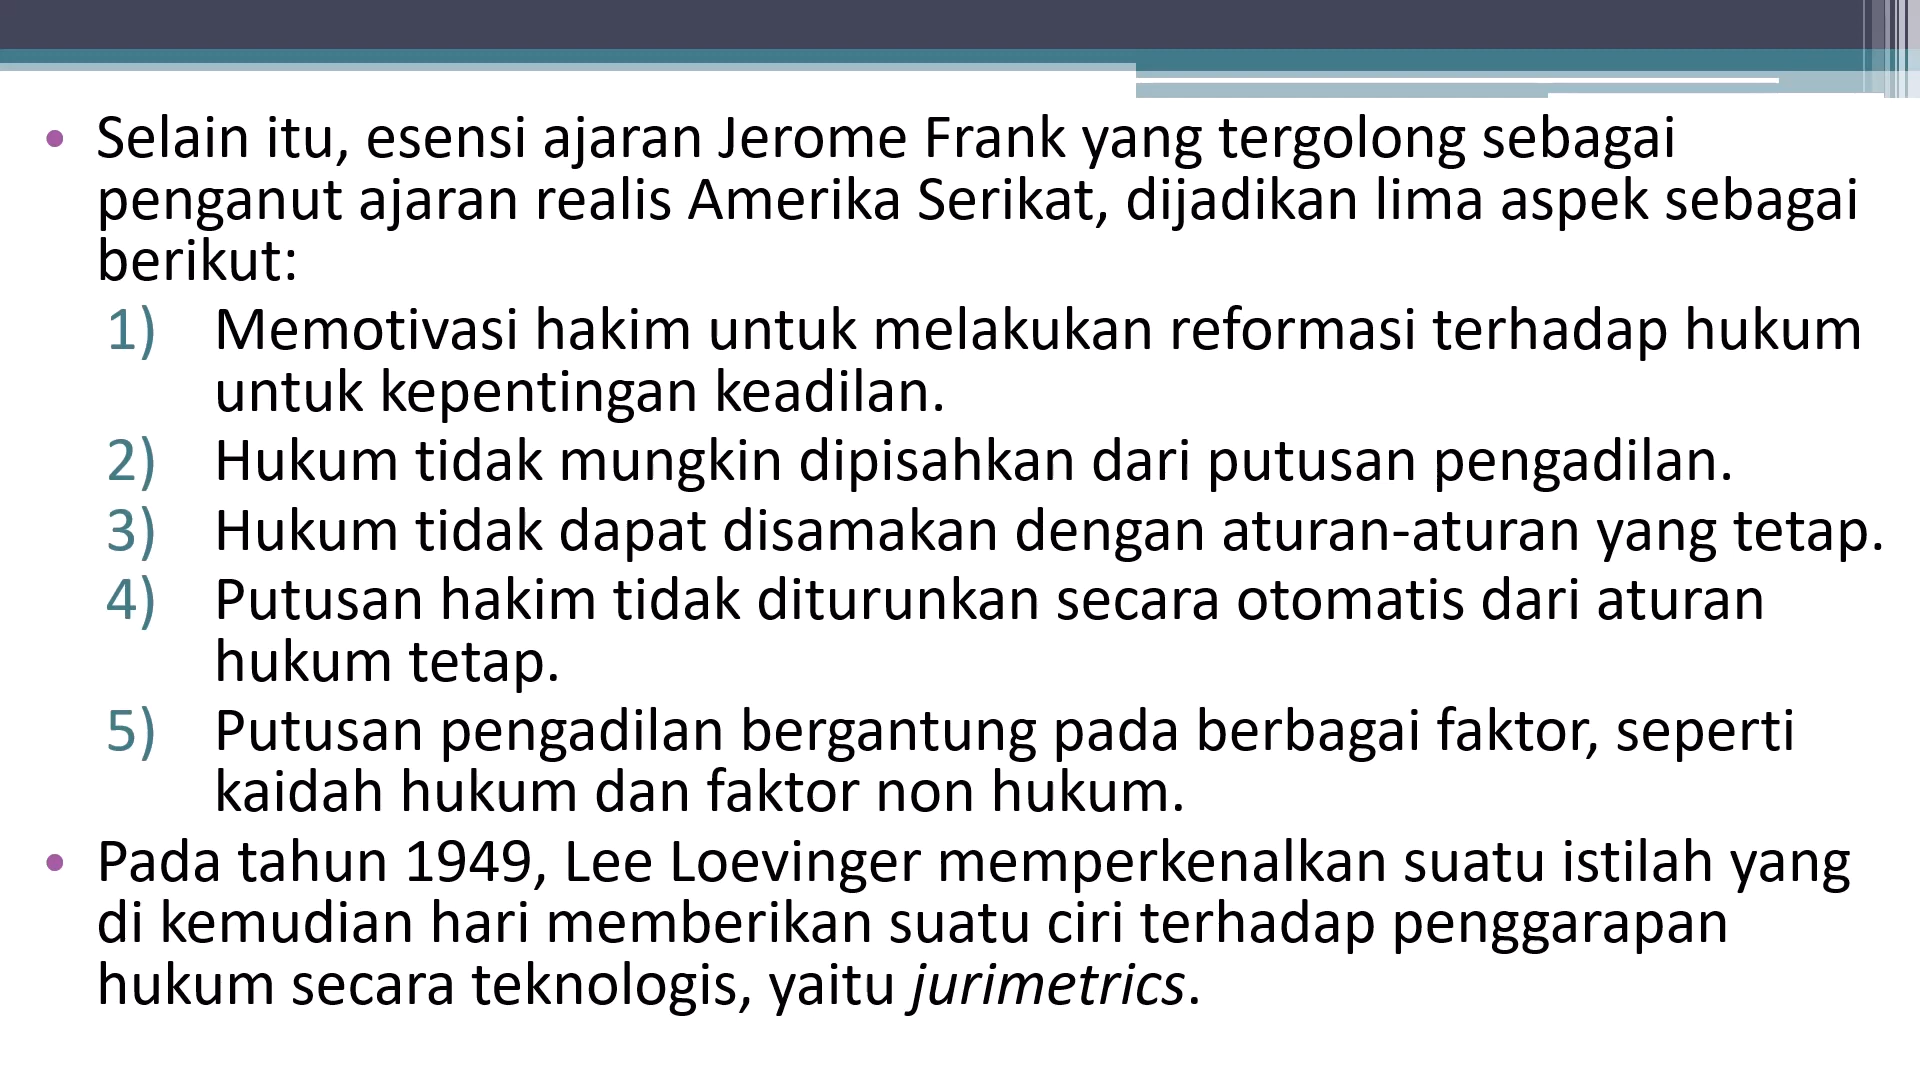 • Selain itu, esensi ajaran Jerome Frank yang tergolong sebagai
penganut ajaran realis Amerika Serikat, dijadikan lima aspek sebagai
berikut:
1) Memotivasi hakim untuk melakukan reformasi terhadap hukum
untuk kepentingan keadilan.
2) Hukum tidak mungkin dipisahkan dari putusan pengadilan.
3) Hukum tidak dapat disamakan dengan aturan-aturan yang tetap.
4) Putusan hakim tidak diturunkan secara otomatis dari aturan
hukum tetap.
5) Putusan pengadilan bergantung pada berbagai faktor, seperti
kaidah hukum dan faktor non hukum.
• Pada tahun 1949, Lee Loevinger memperkenalkan suatu istilah yang
di kemudian hari memberikan suatu ciri terhadap penggarapan
hukum secara teknologis, yaitu jurimetrics.